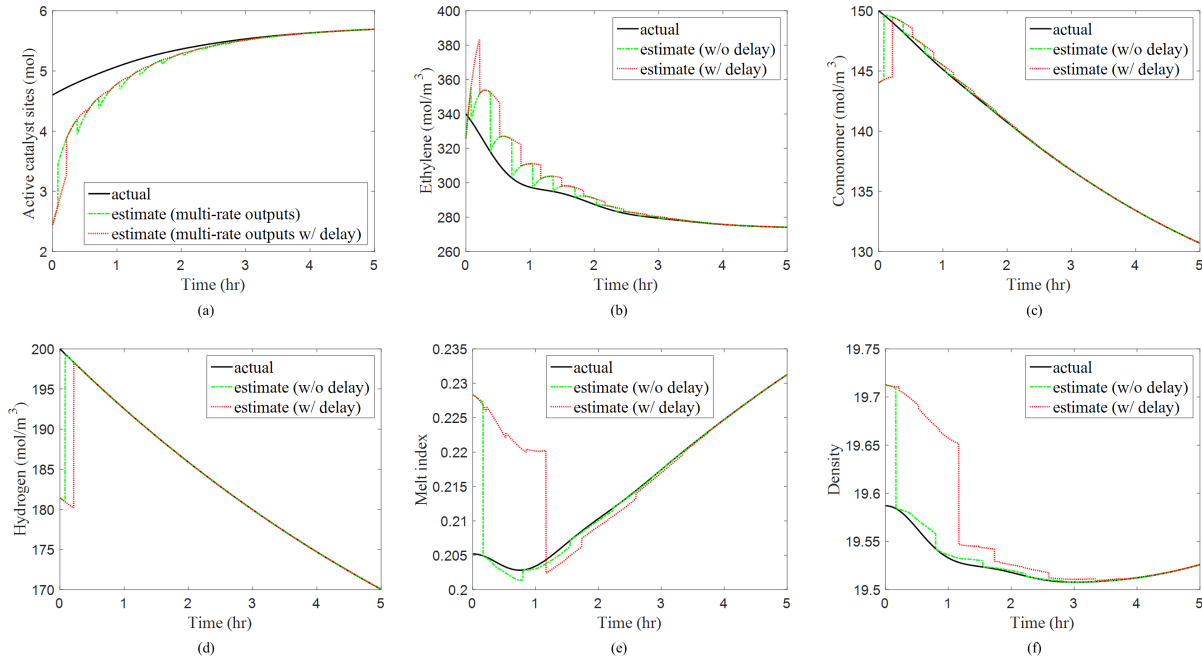 6
5
4
3
2
Active catalyst sites (mol)
actual
estimate (multi-rate outputs)
estimate (multi-rate outputs w/ delay)
0 1 2 3 4 5
Time (hr)
(a)
400
380
360
340
320
300
280
260
Ethylene (mol/m3)
actual
estimate (w/o delay)
estimate (w/ delay)
0 1 2 3 4 5
Time (hr)
(b)
150
145
140
135
130
Comonomer (mol/m3)
actual
estimate (w/o delay)
estimate (w/ delay)
0 1 2 3 4 5
Time (hr)
(c)
200
195
190
185
180
175
170
Hydrogen (mol/m3)
actual
estimate (w/o delay)
estimate (w/ delay)
0 1 2 3 4 5
Time (hr)
(d)
0.235
0.23
0.225
0.22
0.215
0.21
0.205
0.2
Melt index
actual
estimate (w/o delay)
estimate (w/ delay)
0 1 2 3 4 5
Time (hr)
(e)
19.75
19.7
19.65
19.6
19.55
19.5
Density
actual
estimate (w/o delay)
estimate (w/ delay)
0 1 2 3 4 5
Time (hr)
(f)